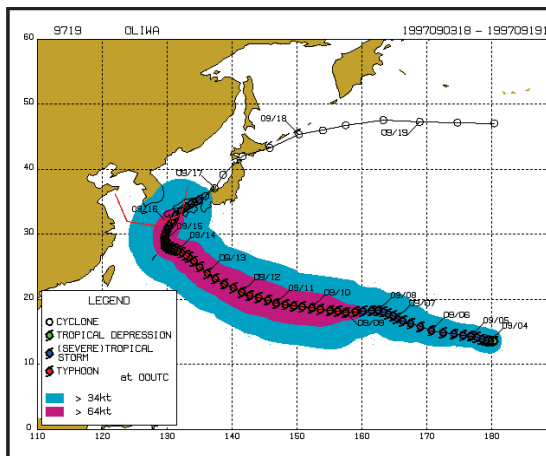 9719 OLIWA 1997090318 - 199709191
60
50
40
30
20
10
0
110 120 130 140 150 160 170 180 190
09/18
09/19
09/17
09/16
09/15
09/14
09/13
09/12
09/11
09/10
09/09
09/08
09/07
09/06
09/05
09/04
LEGEND
CYCLONE
TROPICAL DEPRESSION
(SEVERE)TROPICAL
STORM
TYPHOON
at 00UTC
> 34kt
> 64kt